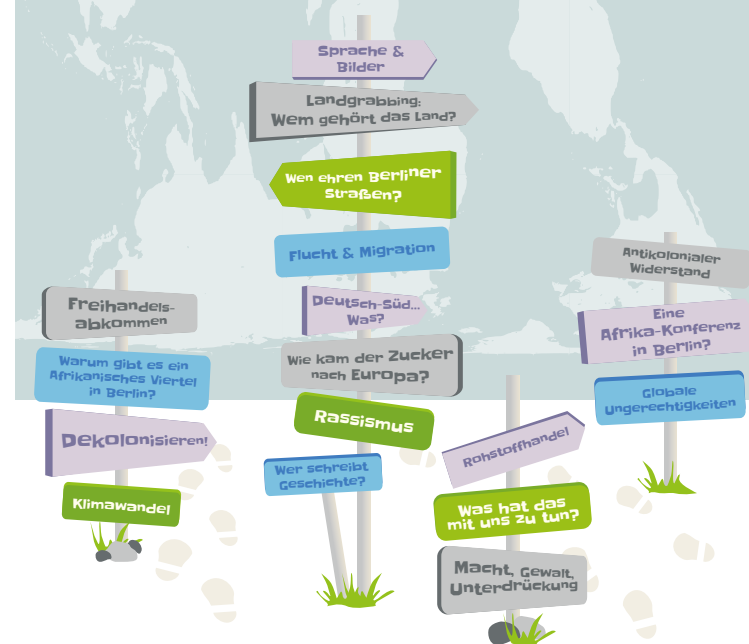 Sprache &
Bilder
Landgrabbing:
Wem gehört das Land?
Wen ehren Berliner
Straßen?
Flucht & Migration
Deutsch-Süd...
Was?
Wie kam der Zucker
nach Europa?
Rassismus
Wer schreibt
Geschichte?
Freihandels-
abkommen
Warum gibt es ein
Afrikanisches Viertel
in Berlin?
Dekolonisieren!
Klimawandel
Rohstoffhandel
Was hat das
mit uns zu tun?
Macht, Gewalt,
Unterdrückung
Antikolonialer
Widerstand
Eine
Afrika-Konferenz
in Berlin?
Globale
Ungerechtigkeiten